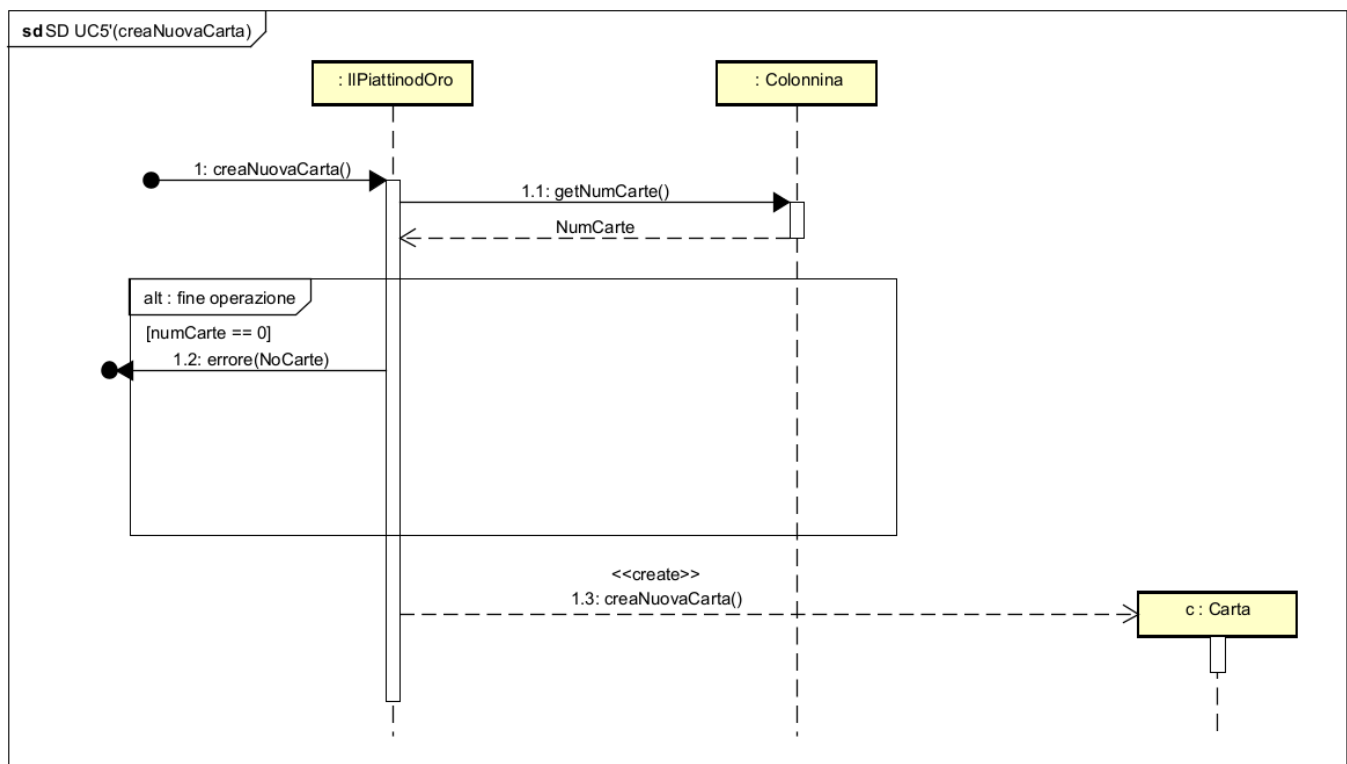 sd SD UC5'(creaNuovaCarta)
: IlPiattinodOro
: Colonnina
1: creaNuovaCarta()
1.1: getNumCarte()
NumCarte
alt : fine operazione
[numCarte == 0]
1.2: errore(NoCarte)
<<create>>
1.3: creaNuovaCarta()
c : Carta